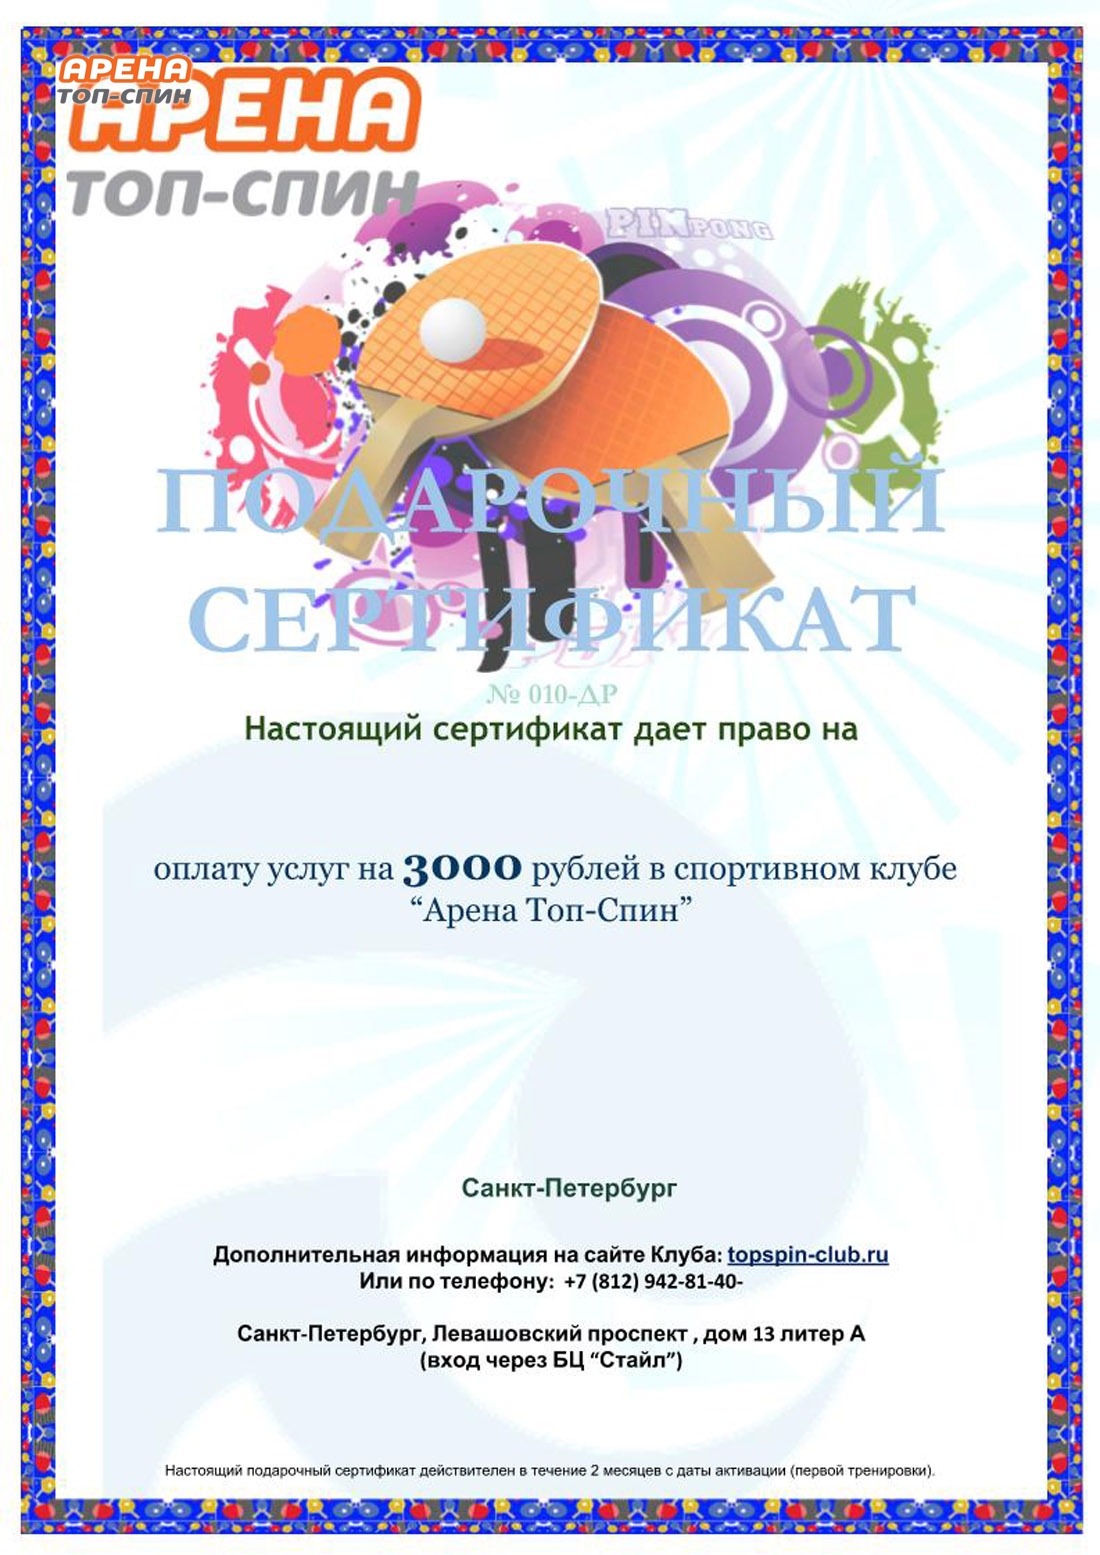 АРЕНА
ТОП-СПИН
АРЕНА
ТОП-СПИН
PINPONG
ПОДАРОЧНЫЙ
СЕРТИФИКАТ
№ 010-ДР
Настоящий сертификат дает право на
оплату услуг на 3000 рублей в спортивном клубе
“Арена Топ-Спин”
Санкт-Петербург
Дополнительная информация на сайте Клуба: topspin-club.ru
Или по телефону: +7 (812) 942-81-40-
Санкт-Петербург, Левашовский проспект , дом 13 литер А
(вход через БЦ “Стайл”)
Настоящий подарочный сертификат действителен в течение 2 месяцев с даты активации (первой тренировки).